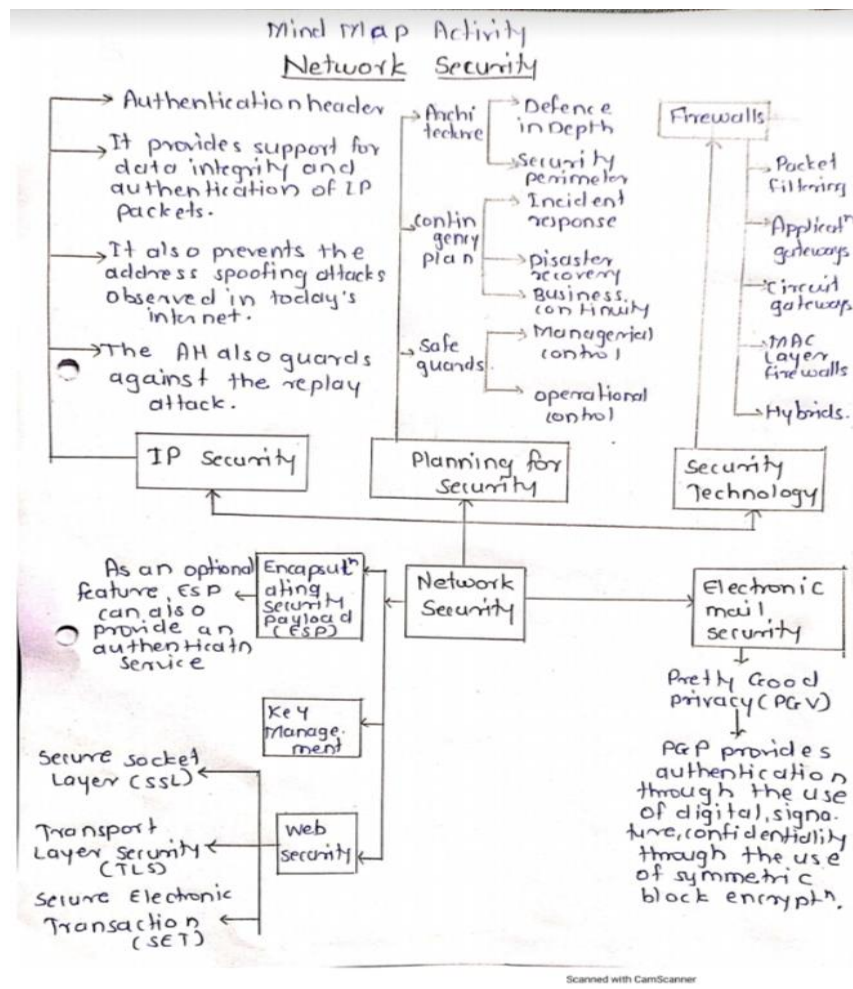 Mind Map Activity
Network Security
Authentication header
It provides support for
data integrity and
authentication of IP
packets.
It also prevents the
address spoofing attacks
observed in today's
internet.
The AH also guards
against the replay
attack.
IP Security
Archi
tecture
Defence
in Depth
Security
perimeter
contin
gency
plan
Incident
response
Disaster
recovery
Business
continuity
Safe
guards
Managerial
control
operational
control
Planning for
security
Firewalls
Packet
filtering
Applicatn
gateways
Circuit
gateways
MAC
Layer
firewalls
Hybrids.
Security
Technology
Network
Security
Encapsutn
ating
security
payload
(ESP)
As an optional
feature, ESP
can also
provide an
authenticatn
service
Key
Manage-
ment
Web
security
Secure socket
Layer (SSL)
Transport
Layer security
(TLS)
Secure Electronic
Transaction
(SET)
Electronic
mail
security
Pretty Good
privacy (PGV)
PGP provides
authentication
through the use
of digital, signa-
ture, confidentiality
through the use
of symmetric
block encryptn.
Scanned with CamScanner